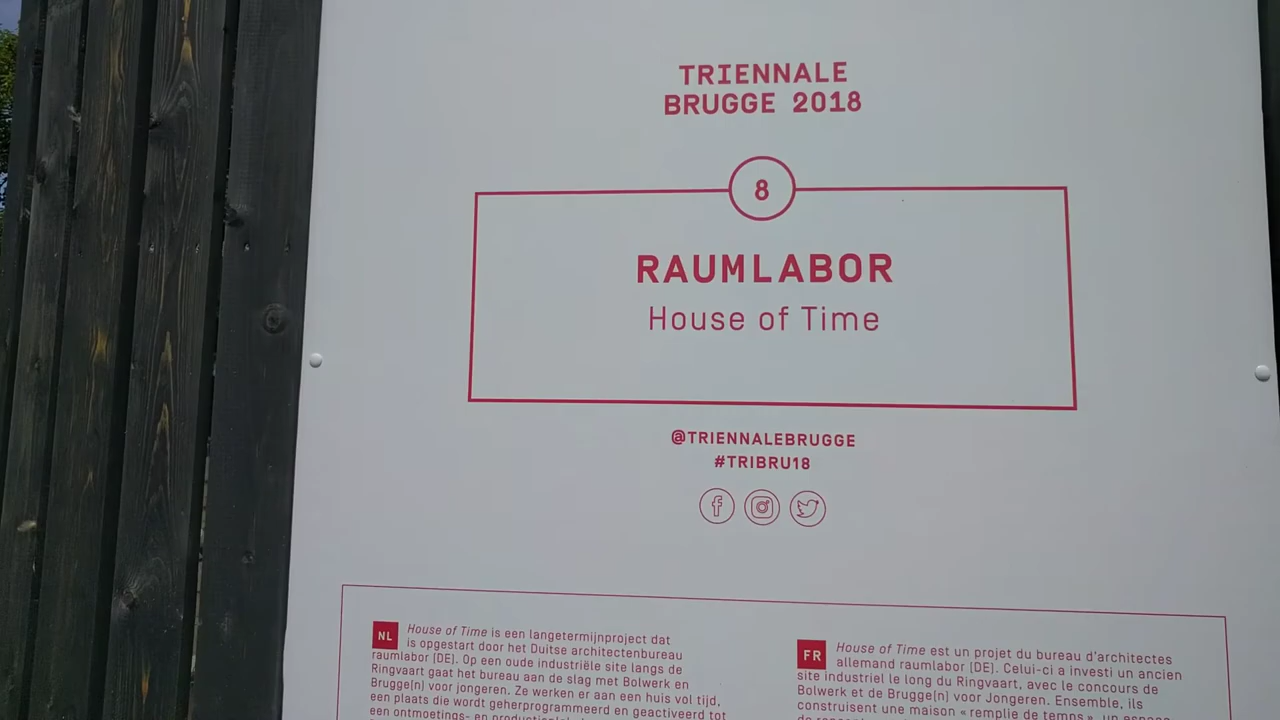 TRIENNALE
BRUGGE 2018
8
RAUMLABOR
House of Time
@TRIENNALEBRUGGE
#TRIBRU18
NL House of Time is een langetermijnproject dat
is opgestart door het Duitse architectenbureau
raumlabor (DE). Op een oude industriële site langs de
Ringvaart gaat het bureau aan de slag met Bolwerk en
Brugge(n) voor jongeren. Ze werken er aan een huis vol tijd,
een plaats die wordt geherprogrammeerd en geactiveerd tot
een ontmoetings- en
FR House of Time est un projet du bureau d'architectes
allemand raumlabor (DE). Celui-ci a investi un ancien
site industriel le long du Ringvaart, avec le concours de
Bolwerk et de Brugge(n) voor Jongeren. Ensemble, ils
construisent une maison « remplie de temps », un espace